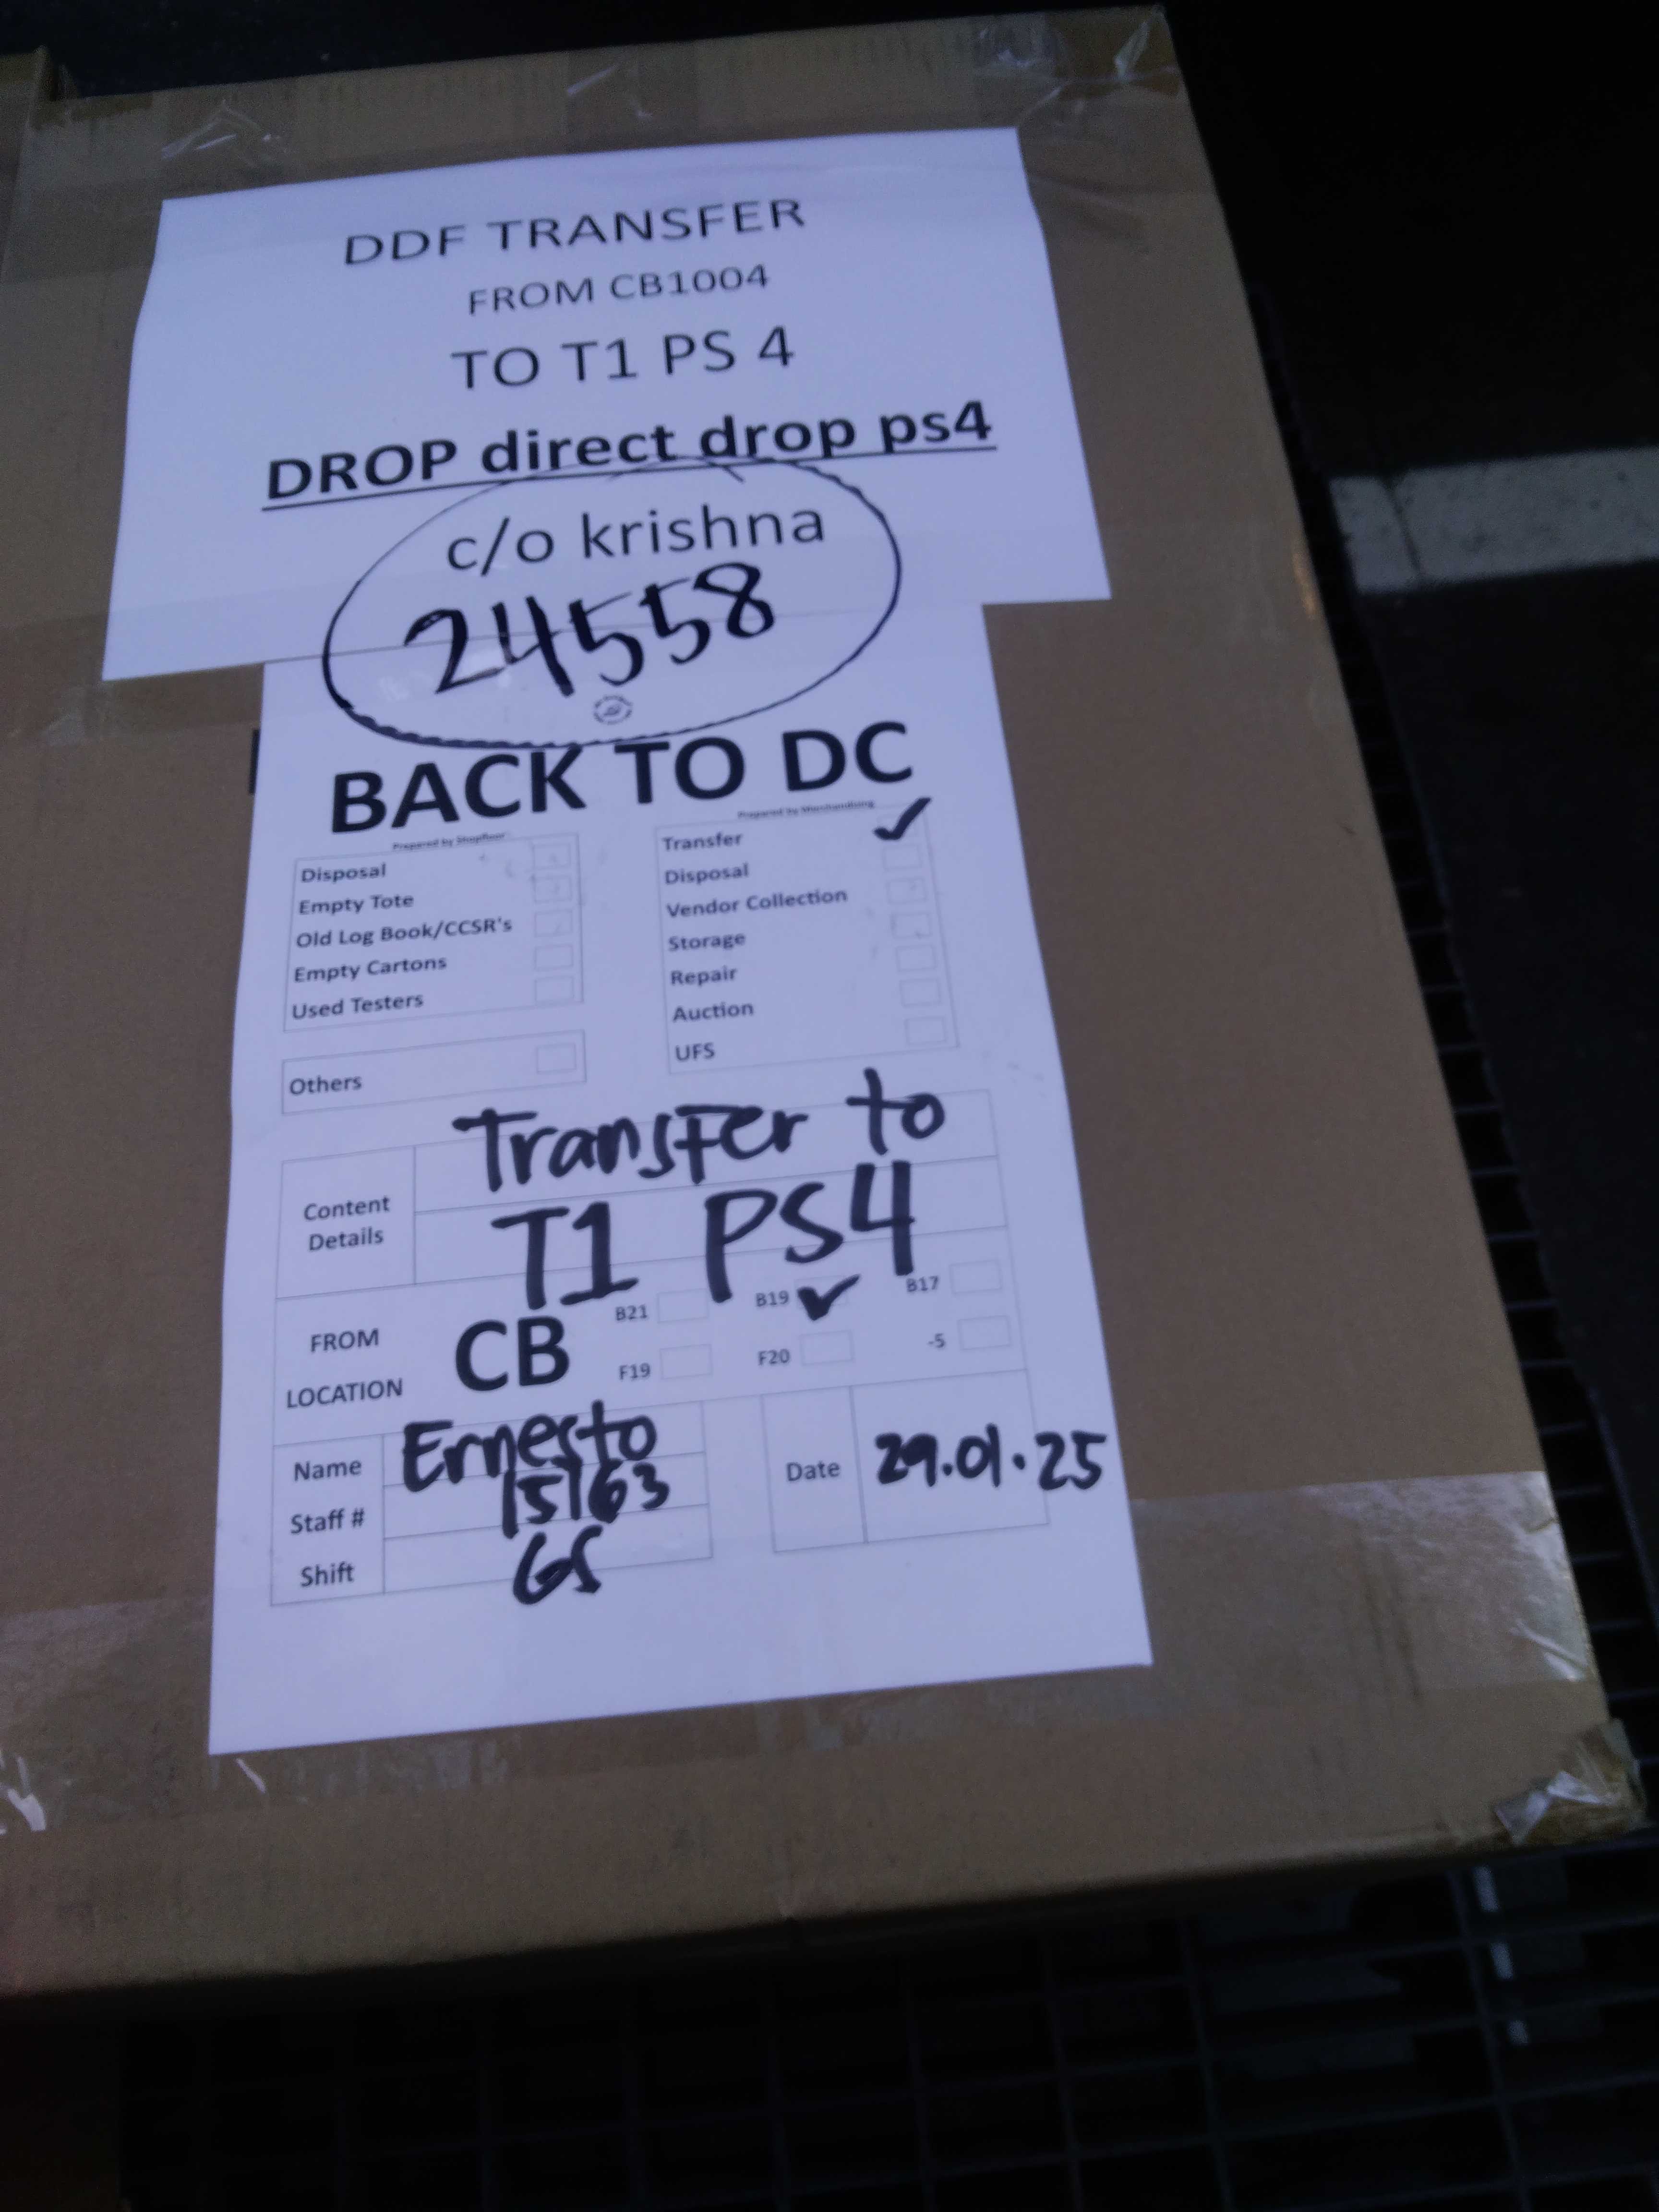 DDF TRANSFER
FROM CB1004
TO T1 PS 4
DROP direct drop ps4
c/o krishna
24558
BACK TO DC
Prepared by Shopfloor
Disposal
Empty Tote
Old Log Book/CCSR's
Empty Cartons
Used Testers
Others
Prepared by Merchandising
Transfer ✓
Disposal
Vendor Collection
Storage
Repair
Auction
UFS
Content Details
Transfer to
T1 PS4
FROM LOCATION
CB
B21 B19 ✓ B17
F19 F20 -5
Name Ernesto
Staff # 15163
Shift GS
Date 29.01.25